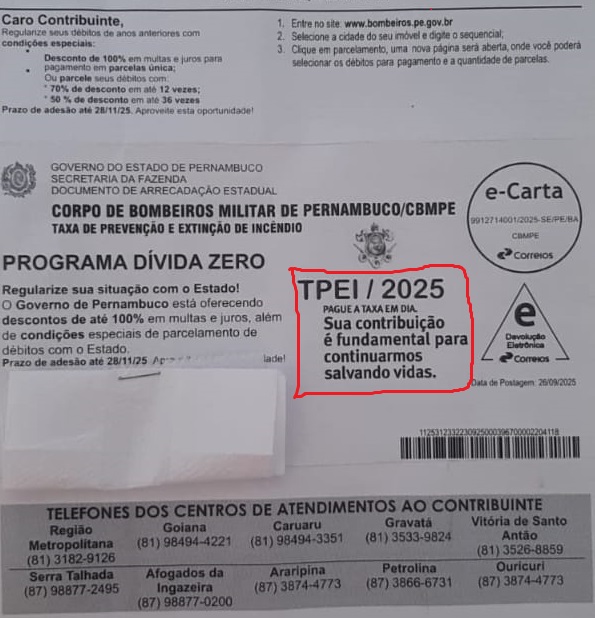 Caro Contribuinte,
Regularize seus débitos de anos anteriores com
condições especiais:
Desconto de 100% em multas e juros para
pagamento em parcelas única;
Ou parcele seus débitos com:
* 70% de desconto em até 12 vezes;
* 50 % de desconto em até 36 vezes
Prazo de adesão até 28/11/25. Aproveite esta oportunidade!
1. Entre no site: www.bombeiros.pe.gov.br
2. Selecione a cidade do seu imóvel e digite o sequencial;
3. Clique em parcelamento, uma nova página será aberta, onde você poderá
selecionar os débitos para pagamento e a quantidade de parcelas.
GOVERNO DO ESTADO DE PERNAMBUCO
SECRETARIA DA FAZENDA
DOCUMENTO DE ARRECADAÇÃO ESTADUAL
CORPO DE BOMBEIROS MILITAR DE PERNAMBUCO/CBMPE
TAXA DE PREVENÇÃO E EXTINÇÃO DE INCÊNDIO
e-Carta
9912714001/2025-SE/PE/BA
CBMPE
Correios
PROGRAMA DÍVIDA ZERO
Regularize sua situação com o Estado!
O Governo de Pernambuco está oferecendo
descontos de até 100% em multas e juros, além
de condições especiais de parcelamento de
débitos com o Estado.
Prazo de adesão até 28/11/25 dade!
TPEI / 2025
PAGUE A TAXA EM DIA.
Sua contribuição
é fundamental para
continuarmos
salvando vidas.
e
Devolução
Eletrônica
Correios
Data de Postagem: 26/09/2025
TELEFONES DOS CENTROS DE ATENDIMENTOS AO CONTRIBUINTE
Região
Metropolitana
(81) 3182-9126
Goiana
(81) 98494-4221
Caruaru
(81) 98494-3351
Gravatá
(81) 3533-9824
Vitória de Santo
Antão
(81) 3526-8859
Serra Talhada
(87) 98877-2495
Afogados da
Ingazeira
(87) 98877-0200
Araripina
(87) 3874-4773
Petrolina
(87) 3866-6731
Ouricuri
(87) 3874-4773